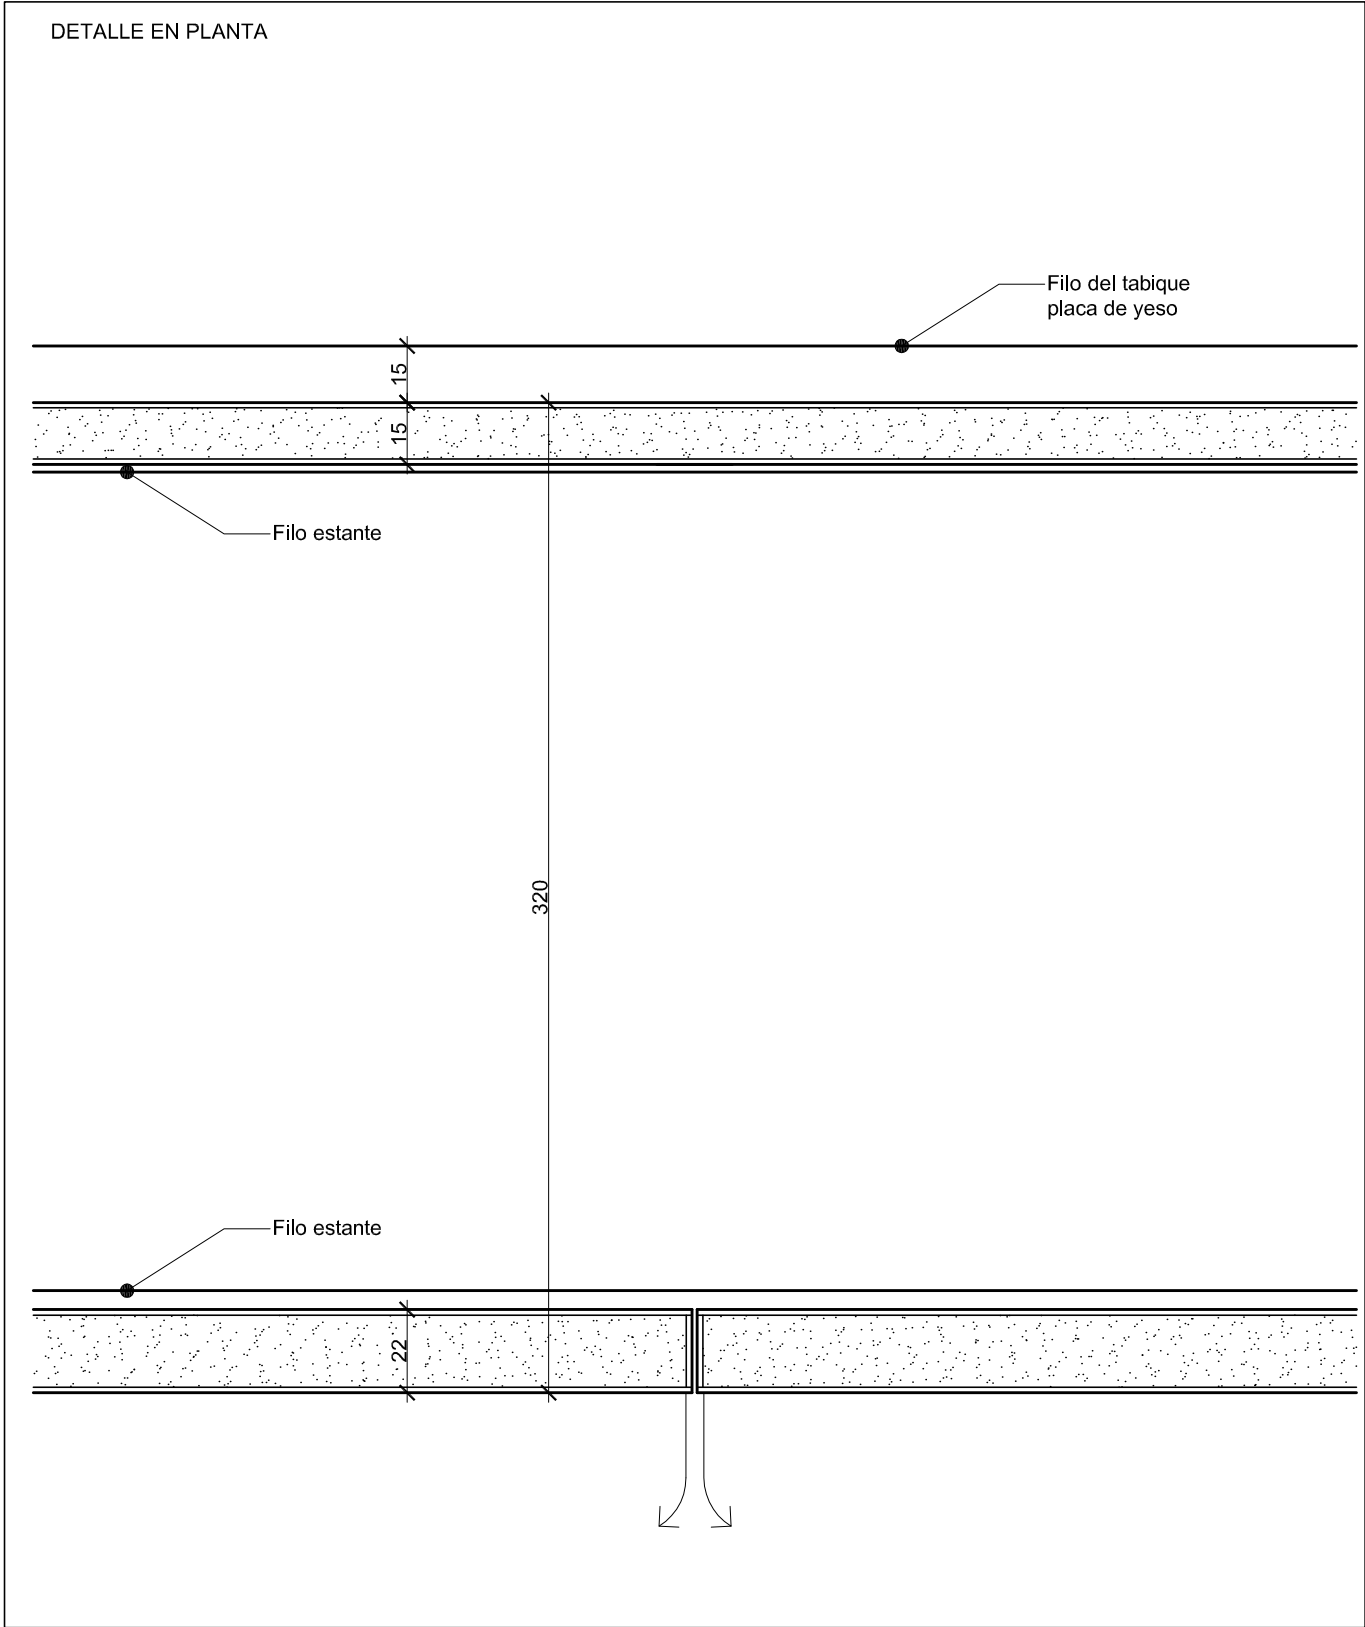 DETALLE EN PLANTA
Filo del tabique
placa de yeso
15
15
Filo estante
320
Filo estante
22